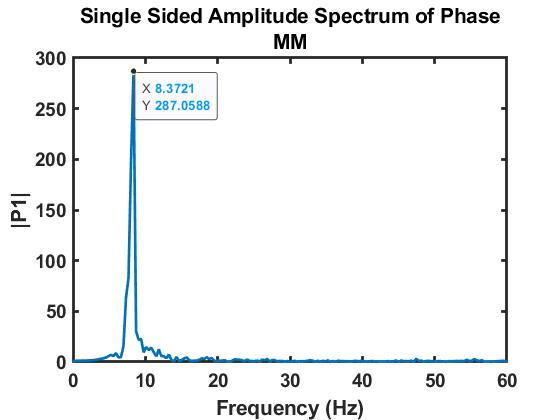 Single Sided Amplitude Spectrum of Phase
MM
300
X 8.3721
Y 287.0588
250
200
150
100
50
0
|P1|
0 10 20 30 40 50 60
Frequency (Hz)